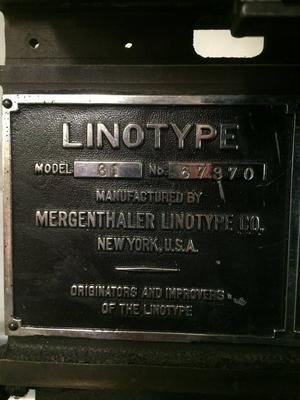 LINOTYPE
MODEL 31 No. 67370
MANUFACTURED BY
MERGENTHALER LINOTYPE CO.
NEW YORK, U.S.A.
ORIGINATORS AND IMPROVERS
OF THE LINOTYPE